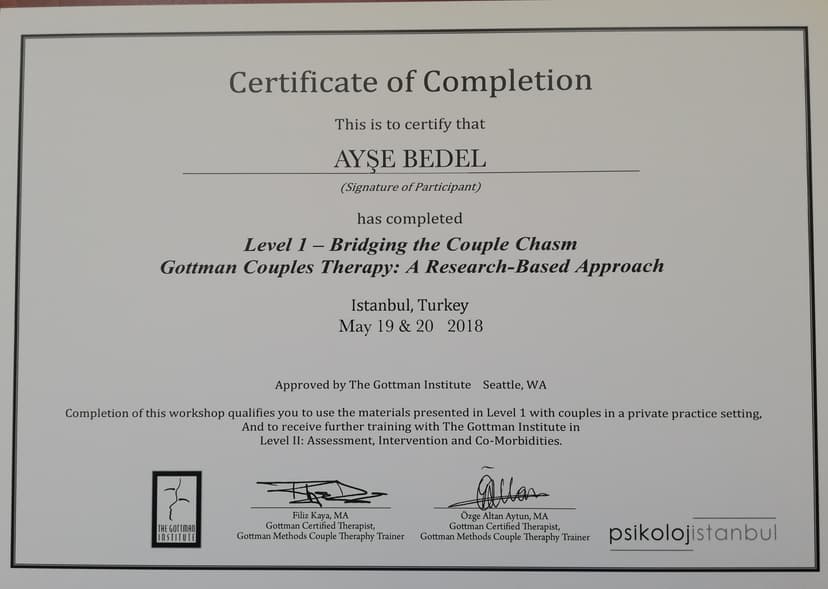 Certificate of Completion
This is to certify that
AYŞE BEDEL
(Signature of Participant)
has completed
Level 1 – Bridging the Couple Chasm
Gottman Couples Therapy: A Research-Based Approach
Istanbul, Turkey
May 19 & 20 2018
Approved by The Gottman Institute Seattle, WA
Completion of this workshop qualifies you to use the materials presented in Level 1 with couples in a private practice setting,
And to receive further training with The Gottman Institute in
Level II: Assessment, Intervention and Co-Morbidities.
THE GOTTMAN
INSTITUTE
Filiz Kaya, MA
Gottman Certified Therapist,
Gottman Methods Couple Theraphy Trainer
Özge Altan Aytun, MA
Gottman Certified Therapist,
Gottman Methods Couple Theraphy Trainer
psikolojistanbul